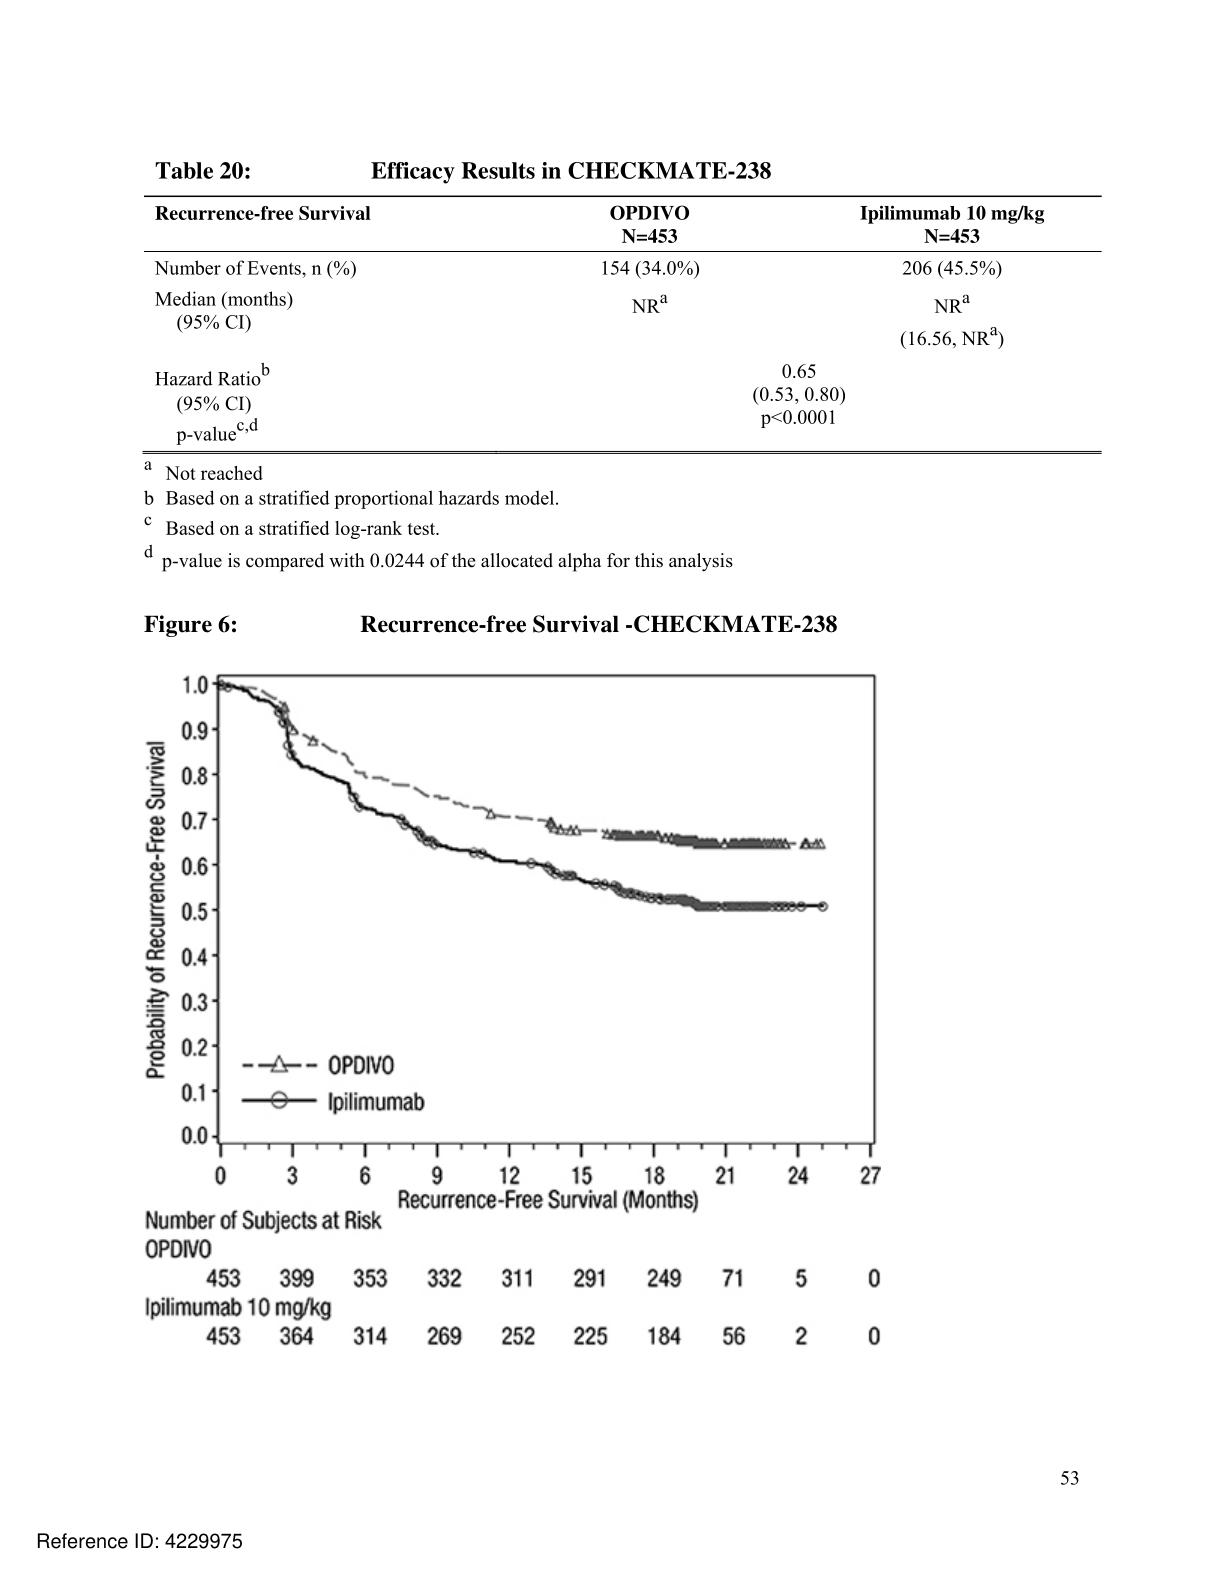 Table 20: Efficacy Results in CHECKMATE-238
Recurrence-free Survival OPDIVO Ipilimumab 10 mg/kg
N=453 N=453
Number of Events, n (%) 154 (34.0%) 206 (45.5%)
Median (months) NRa NRa
(95% CI) (16.56, NRa)
Hazard Ratiob 0.65
(95% CI) (0.53, 0.80)
p-valuec,d p<0.0001
a Not reached
b Based on a stratified proportional hazards model.
c Based on a stratified log-rank test.
d p-value is compared with 0.0244 of the allocated alpha for this analysis
Figure 6: Recurrence-free Survival -CHECKMATE-238
Probability of Recurrence-Free Survival
1.0
0.9
0.8
0.7
0.6
0.5
0.4
0.3
0.2
0.1
0.0
OPDIVO
Ipilimumab
0 3 6 9 12 15 18 21 24 27
Recurrence-Free Survival (Months)
Number of Subjects at Risk
OPDIVO
453 399 353 332 311 291 249 71 5 0
Ipilimumab 10 mg/kg
453 364 314 269 252 225 184 56 2 0
53
Reference ID: 4229975